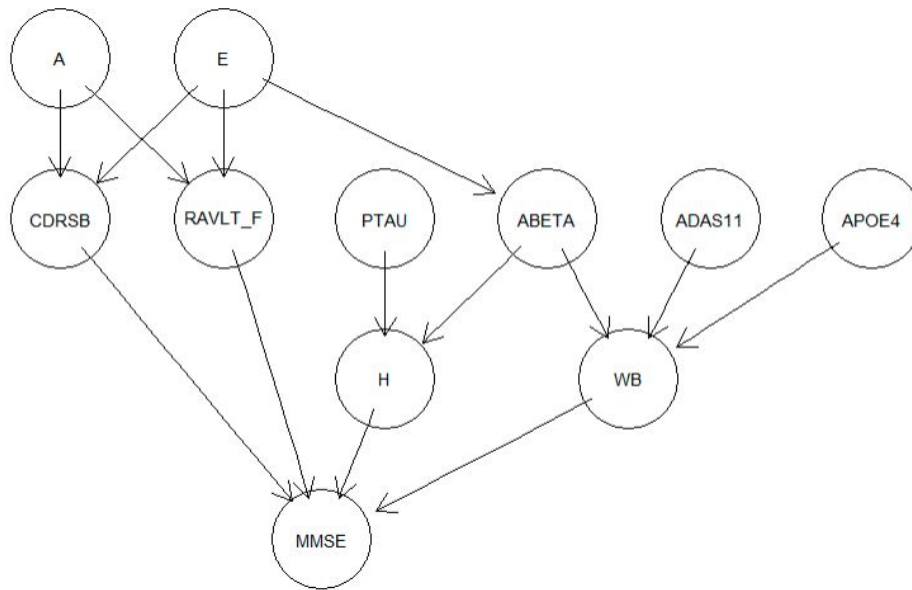 A
E
CDRSB
RAVLT_F
PTAU
ABETA
ADAS11
APOE4
H
WB
MMSE